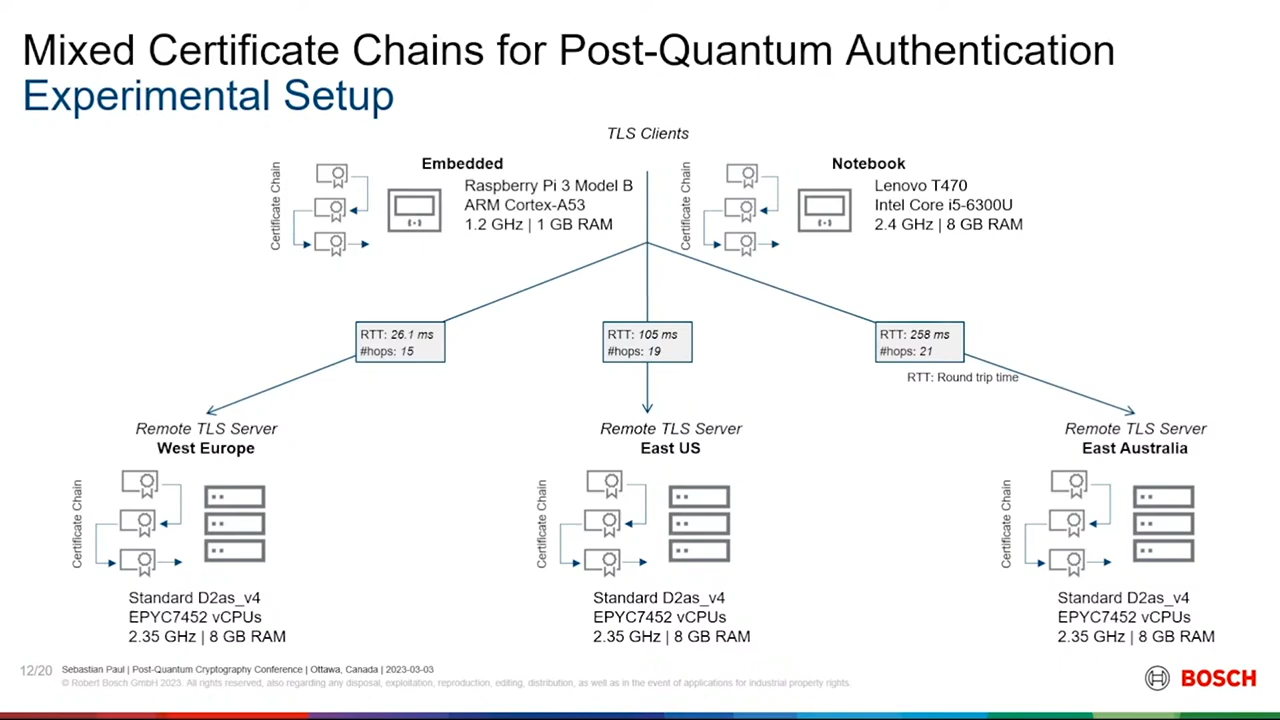 Mixed Certificate Chains for Post-Quantum Authentication
Experimental Setup
TLS Clients
Certificate Chain
Embedded
Raspberry Pi 3 Model B
ARM Cortex-A53
1.2 GHz | 1 GB RAM
Certificate Chain
Notebook
Lenovo T470
Intel Core i5-6300U
2.4 GHz | 8 GB RAM
RTT: 26.1 ms
#hops: 15
RTT: 105 ms
#hops: 19
RTT: 258 ms
#hops: 21
RTT: Round trip time
Remote TLS Server
West Europe
Certificate Chain
Standard D2as_v4
EPYC7452 vCPUs
2.35 GHz | 8 GB RAM
Remote TLS Server
East US
Certificate Chain
Standard D2as_v4
EPYC7452 vCPUs
2.35 GHz | 8 GB RAM
Remote TLS Server
East Australia
Certificate Chain
Standard D2as_v4
EPYC7452 vCPUs
2.35 GHz | 8 GB RAM
12/20
Sebastian Paul | Post-Quantum Cryptography Conference | Ottawa, Canada | 2023-03-03
© Robert Bosch GmbH 2023. All rights reserved, also regarding any disposal, exploitation, reproduction, editing, distribution, as well as in the event of applications for industrial property rights.
BOSCH